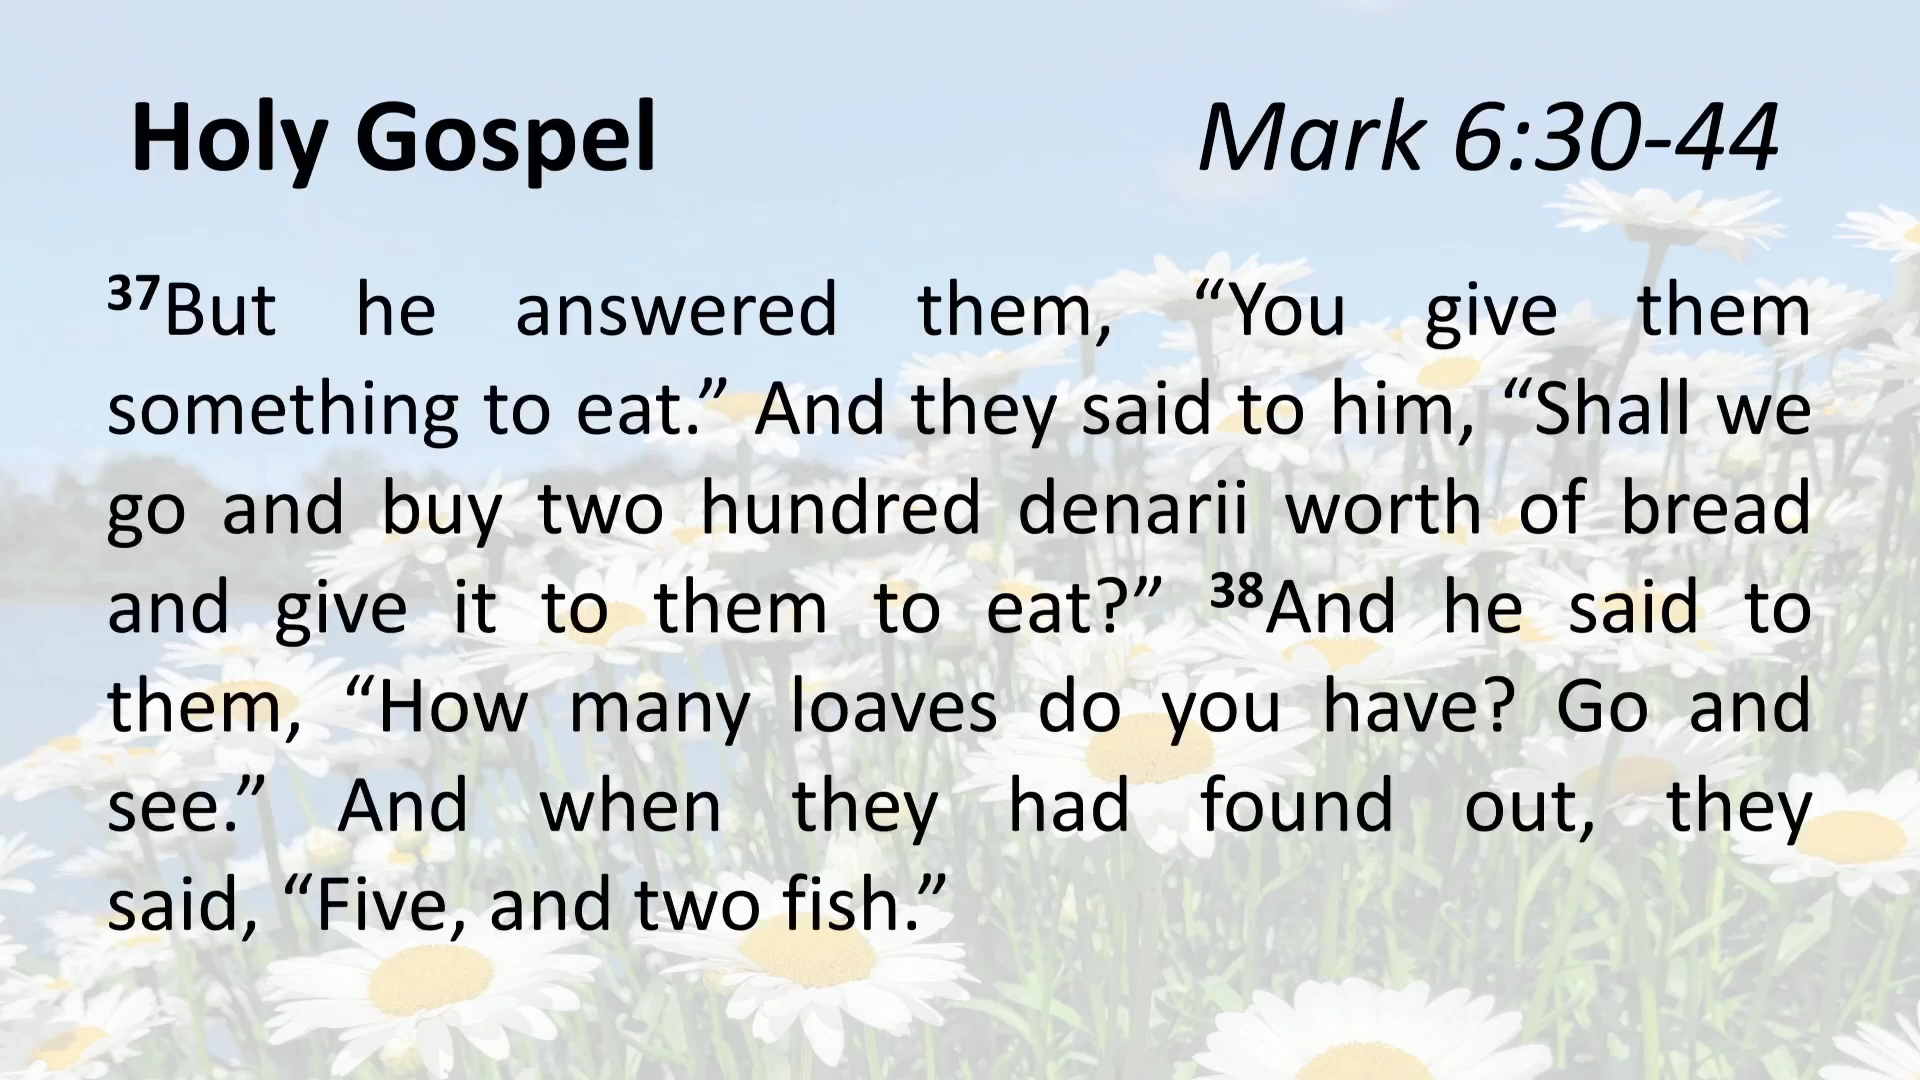 Holy Gospel Mark 6:30-44
37But he answered them, “You give them
something to eat.” And they said to him, “Shall we
go and buy two hundred denarii worth of bread
and give it to them to eat?” 38And he said to
them, “How many loaves do you have? Go and
see.” And when they had found out, they
said, “Five, and two fish.”